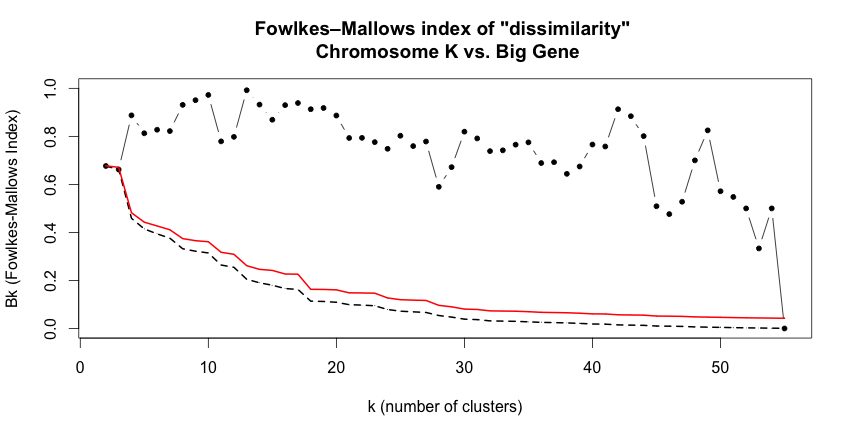 Fowlkes–Mallows index of "dissimilarity"
Chromosome K vs. Big Gene
Bk (Fowlkes-Mallows Index)
1.0
0.8
0.6
0.4
0.2
0.0
0 10 20 30 40 50
k (number of clusters)